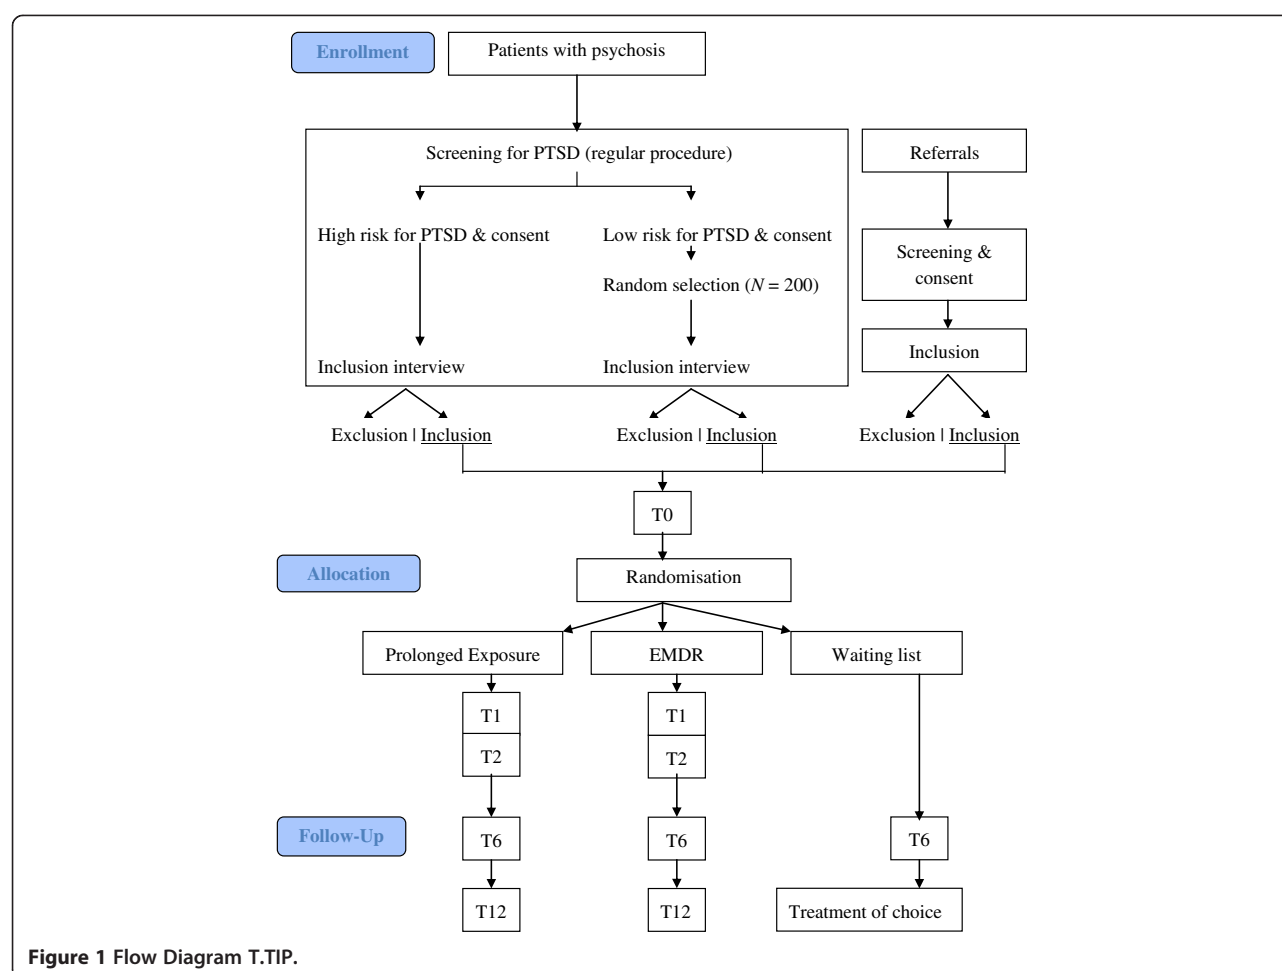 Enrollment
Patients with psychosis
Screening for PTSD (regular procedure)
Referrals
High risk for PTSD & consent
Low risk for PTSD & consent
Screening &
consent
Random selection (N = 200)
Inclusion
Inclusion interview
Inclusion interview
Exclusion | Inclusion
Exclusion | Inclusion
Exclusion | Inclusion
T0
Allocation
Randomisation
Prolonged Exposure
EMDR
Waiting list
T1
T1
T2
T2
Follow-Up
T6
T6
T6
T12
T12
Treatment of choice
Figure 1 Flow Diagram T.TIP.